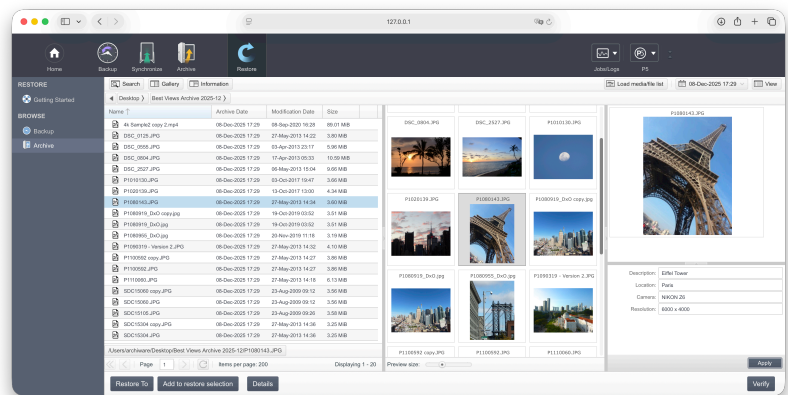 127.0.0.1
Home
Backup
Synchronize
Archive
Restore
Jobs/Logs
P5
RESTORE
Getting Started
BROWSE
Backup
Archive
Search Gallery Information
Load media/file list 08-Dec-2025 17:29 View
Desktop Best Views Archive 2025-12
Name Archive Date Modification Date Size
4k Sample2 copy 2.mp4 08-Dec-2025 17:29 08-Sep-2020 16:28 89.01 MiB
DSC_0125.JPG 08-Dec-2025 17:29 27-May-2013 14:22 3.80 MiB
DSC_0555.JPG 08-Dec-2025 17:29 03-Apr-2013 23:17 5.96 MiB
DSC_0804.JPG 08-Dec-2025 17:29 17-Apr-2013 05:33 10.59 MiB
DSC_2527.JPG 08-Dec-2025 17:29 06-May-2013 15:04 9.66 MiB
P1010130.JPG 08-Dec-2025 17:29 03-Oct-2017 19:47 3.66 MiB
P1020139.JPG 08-Dec-2025 17:29 13-Oct-2017 13:00 4.34 MiB
P1080143.JPG 08-Dec-2025 17:29 27-May-2013 14:34 3.60 MiB
P1080919_DxO copy.jpg 08-Dec-2025 17:29 19-Oct-2019 03:52 3.51 MiB
P1080919_DxO.jpg 08-Dec-2025 17:29 19-Oct-2019 03:52 3.51 MiB
P1080955_DxO.jpg 08-Dec-2025 17:29 20-Nov-2019 11:18 3.19 MiB
P1090319 - Version 2.JPG 08-Dec-2025 17:29 27-May-2013 14:32 4.10 MiB
P1100592 copy.JPG 08-Dec-2025 17:29 27-May-2013 14:27 3.86 MiB
P1100592.JPG 08-Dec-2025 17:29 27-May-2013 14:27 3.86 MiB
P1110060.JPG 08-Dec-2025 17:29 27-May-2013 14:18 6.13 MiB
SDC15060 copy.JPG 08-Dec-2025 17:29 23-Aug-2009 09:12 3.56 MiB
SDC15060.JPG 08-Dec-2025 17:29 23-Aug-2009 09:12 3.56 MiB
SDC15105.JPG 08-Dec-2025 17:29 23-Aug-2009 09:26 3.58 MiB
SDC15304 copy.JPG 08-Dec-2025 17:29 27-May-2013 14:36 3.25 MiB
SDC15304.JPG 08-Dec-2025 17:29 27-May-2013 14:36 3.25 MiB
/Users/archiware/Desktop/Best Views Archive 2025-12/P1080143.JPG
Page 1 Items per page: 200 Displaying 1 - 20
DSC_0804.JPG DSC_2527.JPG P1010130.JPG
P1020139.JPG P1080143.JPG P1080919_DxO copy.jpg
P1080919_DxO.jpg P1080955_DxO.jpg P1090319 - Version 2.JPG
P1100592 copy.JPG P1100592.JPG P1110060.JPG
Preview size:
P1080143.JPG
Description: Eiffel Tower
Location: Paris
Camera: NIKON Z6
Resolution: 6000 x 4000
Apply
Restore To Add to restore selection Details Verify